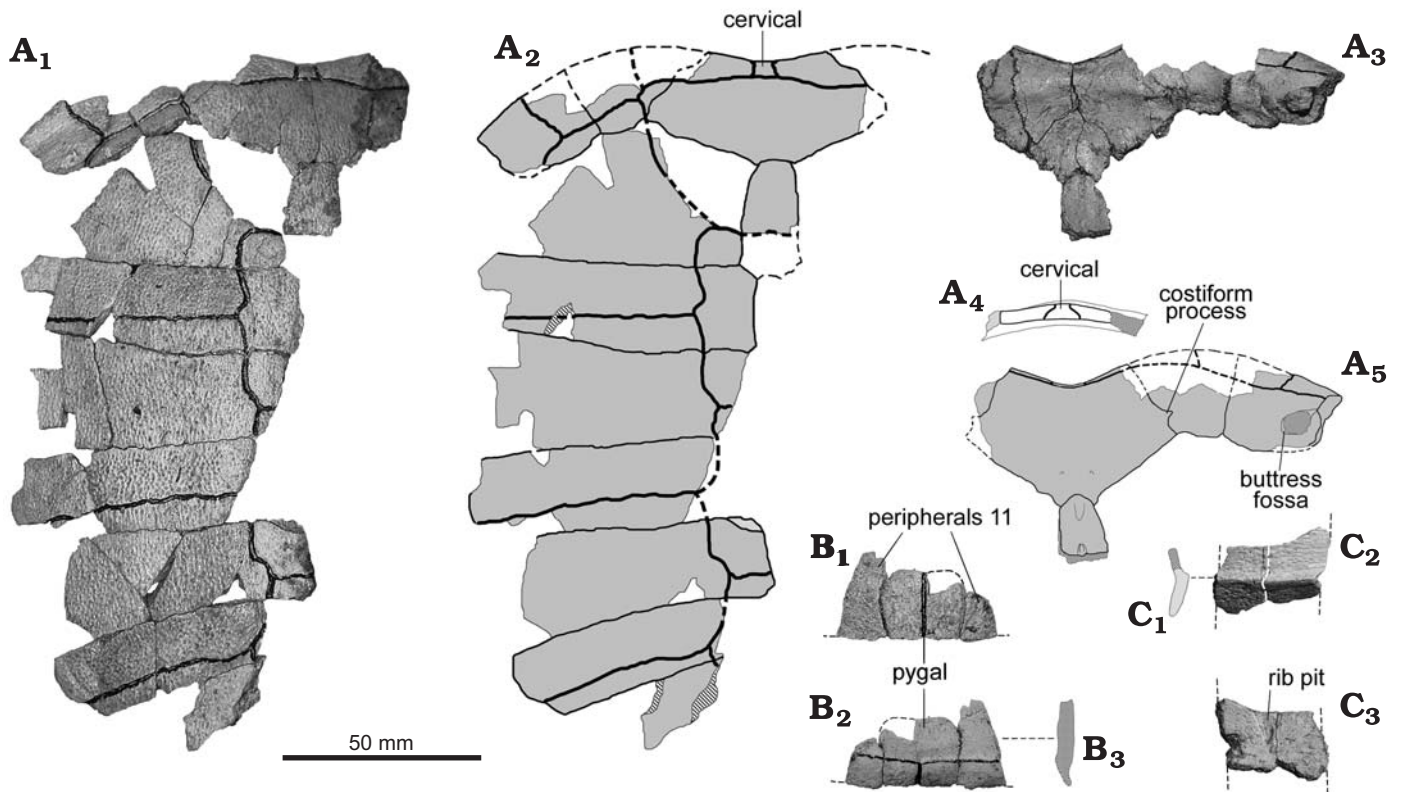 A1
A2
cervical
A3
A4
cervical
costiform
process
A5
buttress
fossa
B1
peripherals 11
C2
C1
pygal
B2
B3
rib pit
C3
50 mm